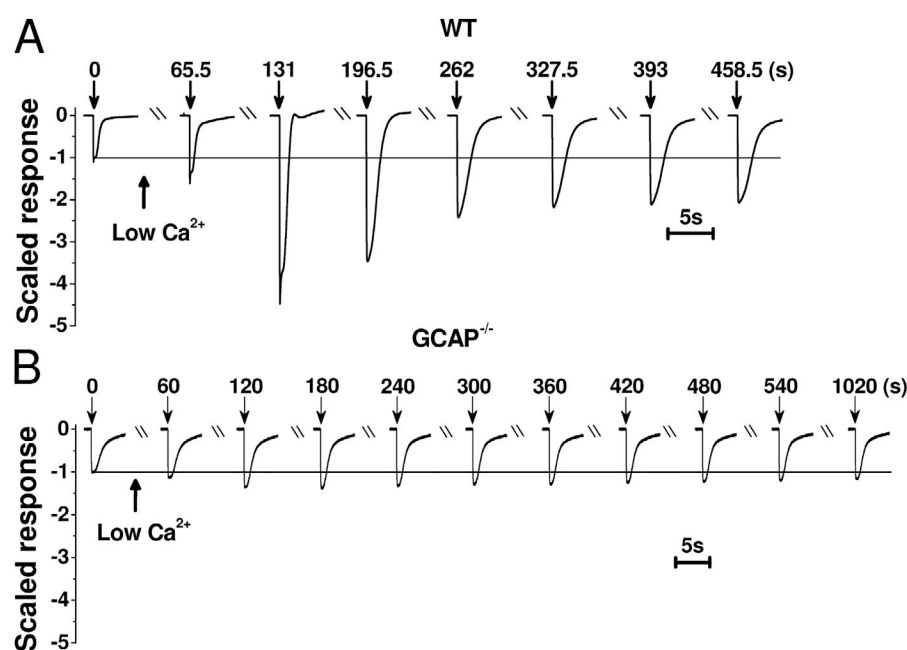 A
WT
0 65.5 131 196.5 262 327.5 393 458.5 (s)
Scaled response
0
-1
-2
-3
-4
-5
Low Ca²⁺
5s
GCAP⁻/⁻
B
0 60 120 180 240 300 360 420 480 540 1020 (s)
Scaled response
0
-1
-2
-3
-4
-5
Low Ca²⁺
5s